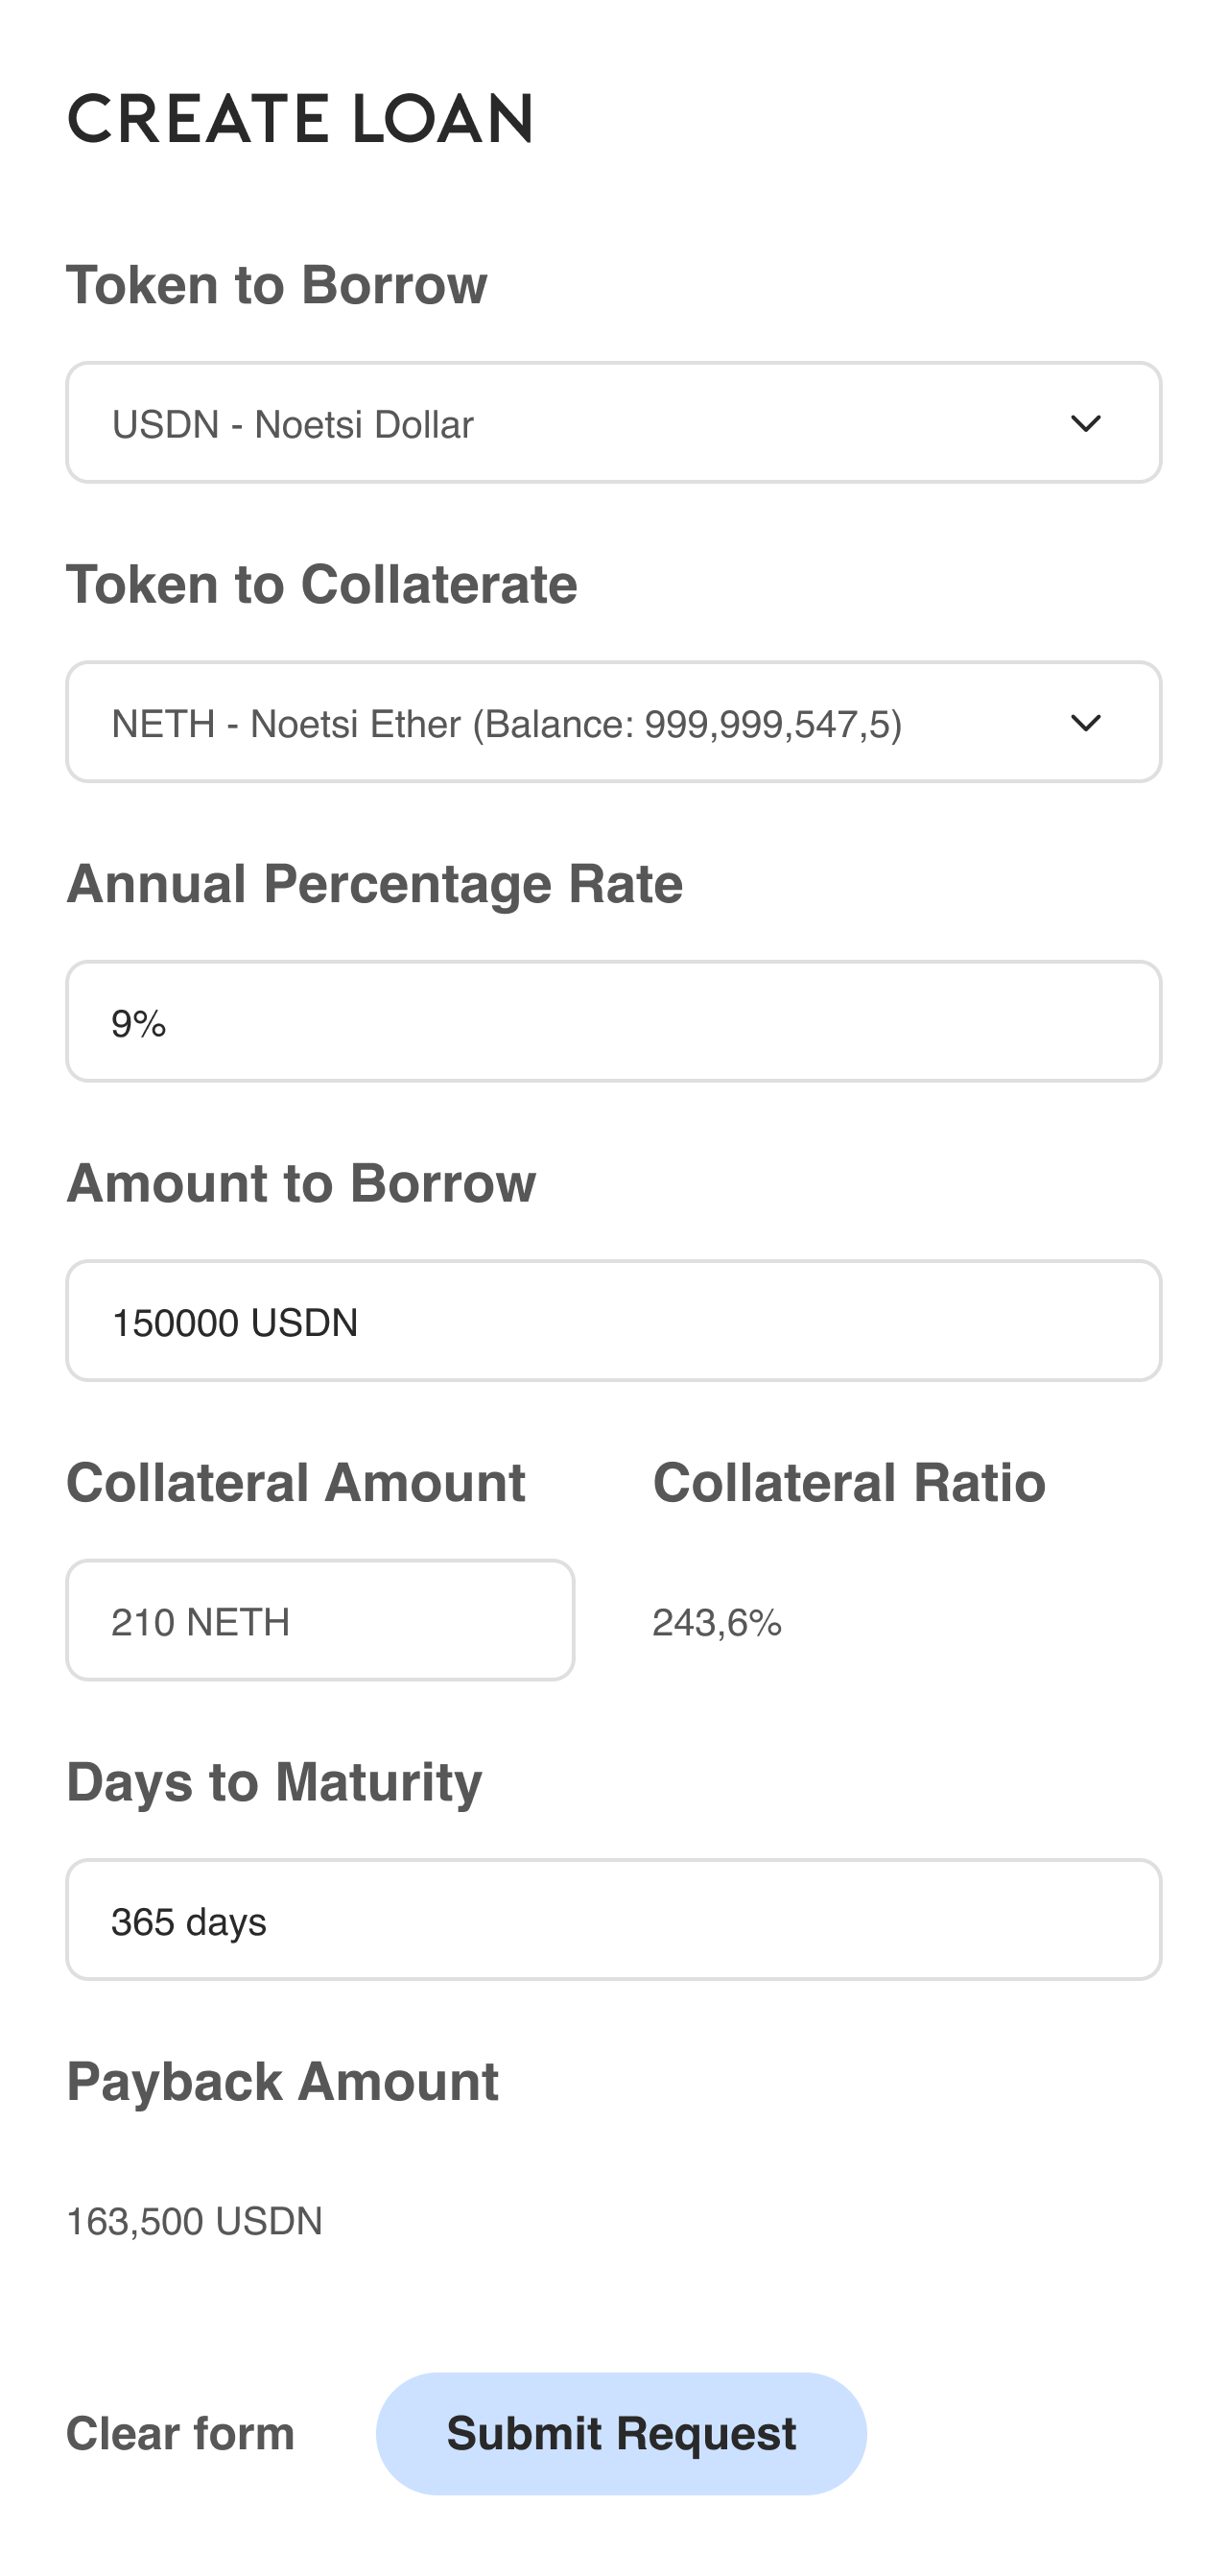 CREATE LOAN
Token to Borrow
USDN - Noetsi Dollar
Token to Collaterate
NETH - Noetsi Ether (Balance: 999,999,547,5)
Annual Percentage Rate
9%
Amount to Borrow
150000 USDN
Collateral Amount
Collateral Ratio
210 NETH
243,6%
Days to Maturity
365 days
Payback Amount
163,500 USDN
Clear form
Submit Request